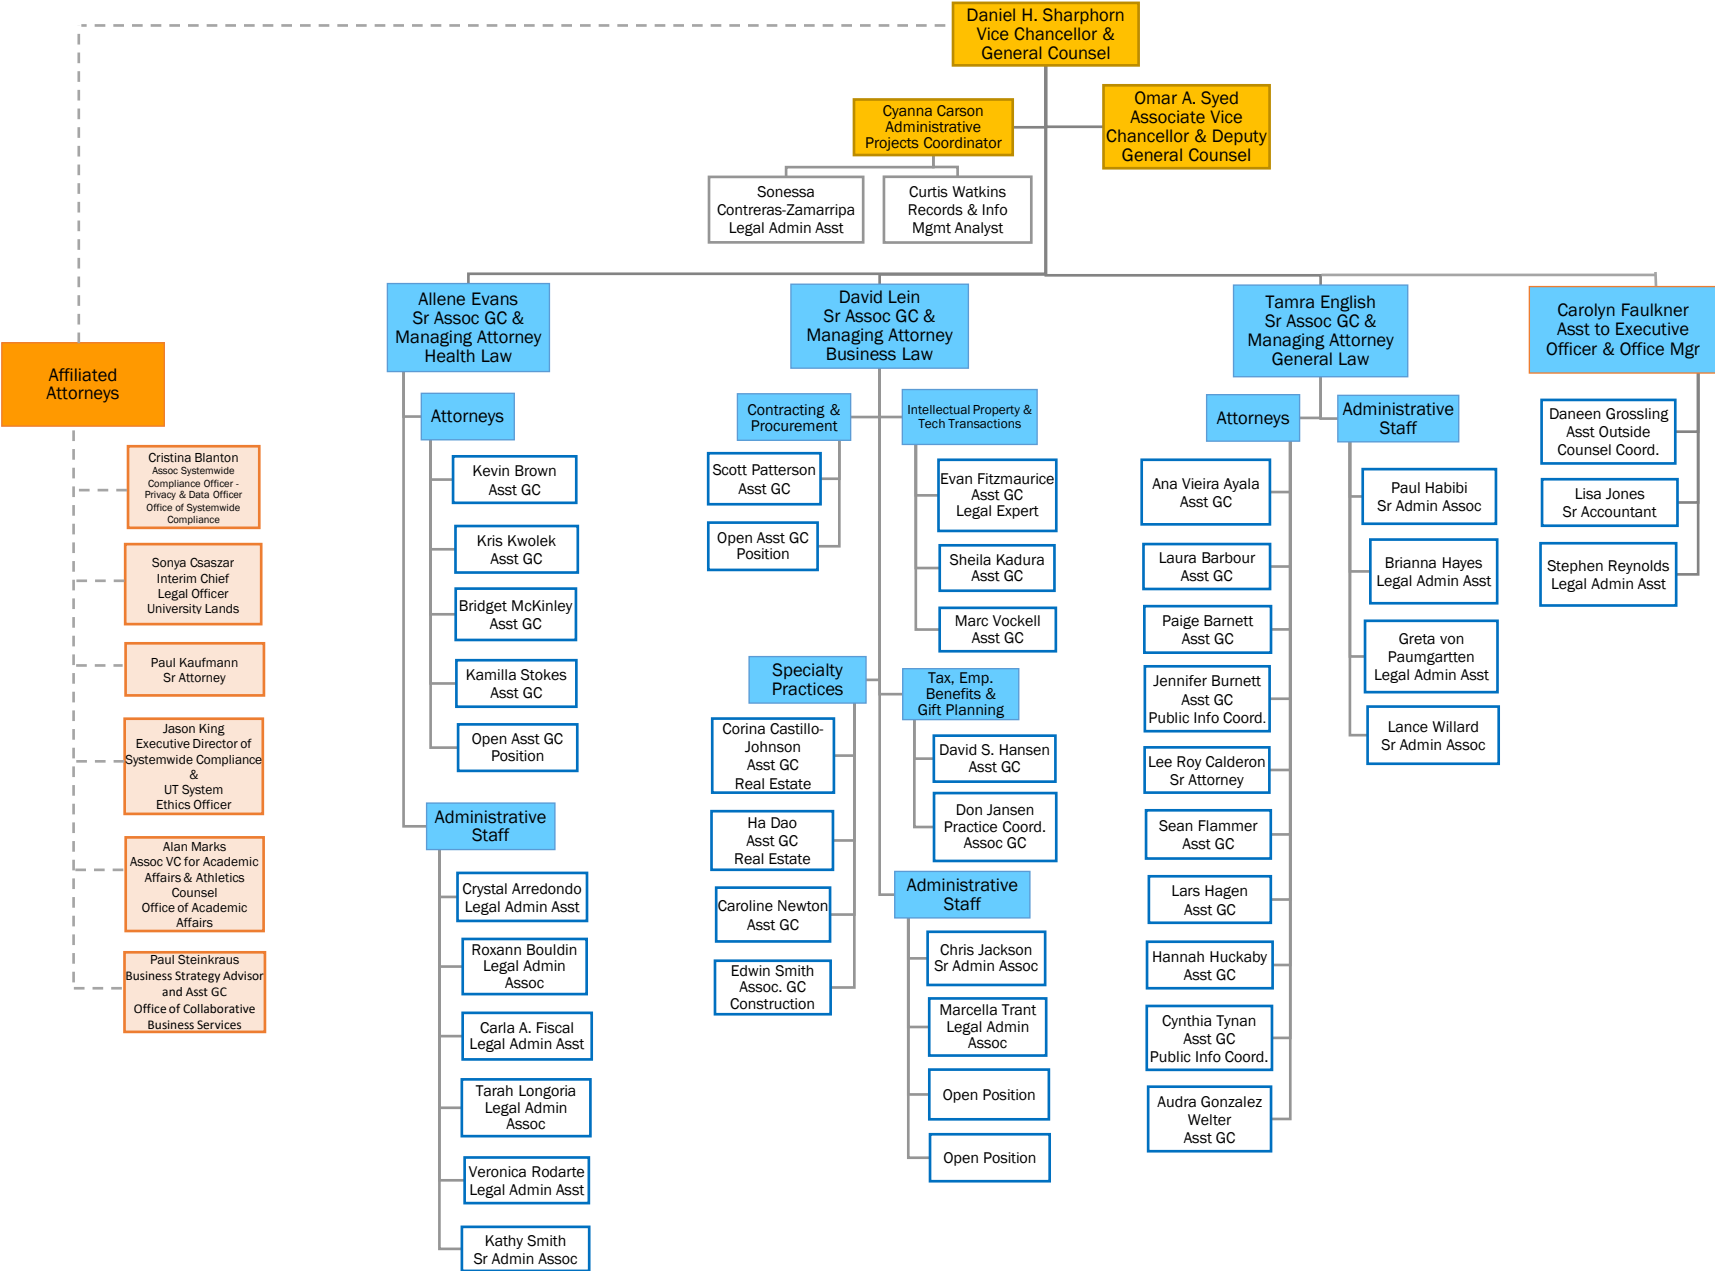 Daniel H. Sharphorn
Vice Chancellor &
General Counsel
Cyanna Carson
Administrative
Projects Coordinator
Omar A. Syed
Associate Vice
Chancellor & Deputy
General Counsel
Sonessa
Contreras-Zamarripa
Legal Admin Asst
Curtis Watkins
Records & Info
Mgmt Analyst
Affiliated
Attorneys
Cristina Blanton
Assoc Systemwide
Compliance Officer -
Privacy & Data Officer
Office of Systemwide
Compliance
Sonya Csaszar
Interim Chief
Legal Officer
University Lands
Paul Kaufmann
Sr Attorney
Jason King
Executive Director of
Systemwide Compliance
&
UT System
Ethics Officer
Alan Marks
Assoc VC for Academic
Affairs & Athletics
Counsel
Office of Academic
Affairs
Paul Steinkraus
Business Strategy Advisor
and Asst GC
Office of Collaborative
Business Services
Allene Evans
Sr Assoc GC &
Managing Attorney
Health Law
Attorneys
Kevin Brown
Asst GC
Kris Kwolek
Asst GC
Bridget McKinley
Asst GC
Kamilla Stokes
Asst GC
Open Asst GC
Position
Administrative
Staff
Crystal Arredondo
Legal Admin Asst
Roxann Bouldin
Legal Admin
Assoc
Carla A. Fiscal
Legal Admin Asst
Tarah Longoria
Legal Admin
Assoc
Veronica Rodarte
Legal Admin Asst
Kathy Smith
Sr Admin Assoc
David Lein
Sr Assoc GC &
Managing Attorney
Business Law
Contracting &
Procurement
Scott Patterson
Asst GC
Open Asst GC
Position
Intellectual Property &
Tech Transactions
Evan Fitzmaurice
Asst GC
Legal Expert
Sheila Kadura
Asst GC
Marc Vockell
Asst GC
Specialty
Practices
Corina Castillo-
Johnson
Asst GC
Real Estate
Ha Dao
Asst GC
Real Estate
Caroline Newton
Asst GC
Edwin Smith
Assoc. GC
Construction
Tax, Emp.
Benefits &
Gift Planning
David S. Hansen
Asst GC
Don Jansen
Practice Coord.
Assoc GC
Administrative
Staff
Chris Jackson
Sr Admin Assoc
Marcella Trant
Legal Admin
Assoc
Open Position
Open Position
Tamra English
Sr Assoc GC &
Managing Attorney
General Law
Attorneys
Ana Vieira Ayala
Asst GC
Laura Barbour
Asst GC
Paige Barnett
Asst GC
Jennifer Burnett
Asst GC
Public Info Coord.
Lee Roy Calderon
Sr Attorney
Sean Flammer
Asst GC
Lars Hagen
Asst GC
Hannah Huckaby
Asst GC
Cynthia Tynan
Asst GC
Public Info Coord.
Audra Gonzalez
Welter
Asst GC
Administrative
Staff
Paul Habibi
Sr Admin Assoc
Brianna Hayes
Legal Admin Asst
Greta von
Paumgartten
Legal Admin Asst
Lance Willard
Sr Admin Assoc
Carolyn Faulkner
Asst to Executive
Officer & Office Mgr
Daneen Grossling
Asst Outside
Counsel Coord.
Lisa Jones
Sr Accountant
Stephen Reynolds
Legal Admin Asst